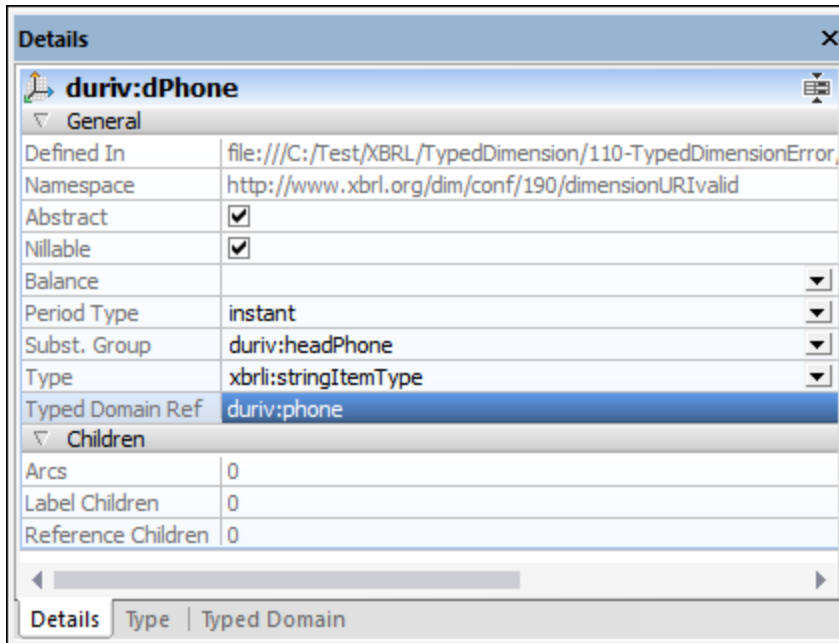 Details
duriv:dPhone
General
Defined In file:///C:/Test/XBRL/TypedDimension/110-TypedDimensionError,
Namespace http://www.xbrl.org/dim/conf/190/dimensionURIvalid
Abstract
Nillable
Balance
Period Type instant
Subst. Group duriv:headPhone
Type xbrli:stringItemType
Typed Domain Ref duriv:phone
Children
Arcs 0
Label Children 0
Reference Children 0
Details Type Typed Domain